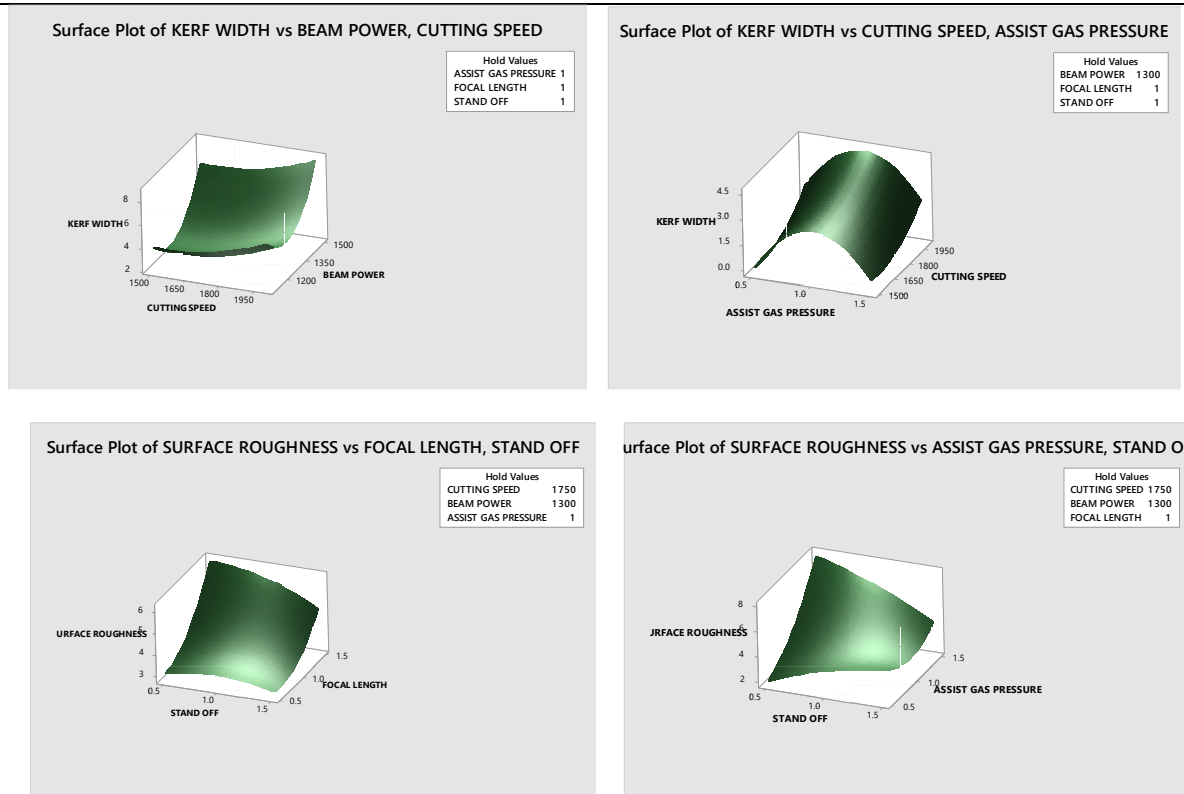 Surface Plot of KERF WIDTH vs BEAM POWER, CUTTING SPEED
Hold Values
ASSIST GAS PRESSURE 1
FOCAL LENGTH 1
STAND OFF 1
8
6
4
2
KERF WIDTH
1500
1650
1800
1950
CUTTING SPEED
1200
1350
1500
BEAM POWER
Surface Plot of KERF WIDTH vs CUTTING SPEED, ASSIST GAS PRESSURE
Hold Values
BEAM POWER 1300
FOCAL LENGTH 1
STAND OFF 1
4.5
3.0
1.5
0.0
KERF WIDTH
0.5
1.0
1.5
ASSIST GAS PRESSURE
1500
1650
1800
1950
CUTTING SPEED
Surface Plot of SURFACE ROUGHNESS vs FOCAL LENGTH, STAND OFF
Hold Values
CUTTING SPEED 1750
BEAM POWER 1300
ASSIST GAS PRESSURE 1
6
5
4
3
URFACE ROUGHNESS
0.5
1.0
1.5
STAND OFF
0.5
1.0
1.5
FOCAL LENGTH
urface Plot of SURFACE ROUGHNESS vs ASSIST GAS PRESSURE, STAND O
Hold Values
CUTTING SPEED 1750
BEAM POWER 1300
FOCAL LENGTH 1
8
6
4
2
URFACE ROUGHNESS
0.5
1.0
1.5
STAND OFF
0.5
1.0
1.5
ASSIST GAS PRESSURE